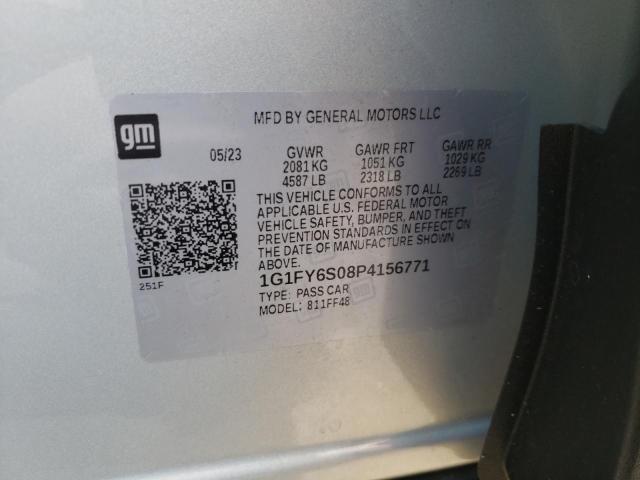 gm
MFD BY GENERAL MOTORS LLC
05/23 GVWR GAWR FRT GAWR RR
2081 KG 1051 KG 1029 KG
4587 LB 2318 LB 2269 LB
THIS VEHICLE CONFORMS TO ALL
APPLICABLE U.S. FEDERAL MOTOR
VEHICLE SAFETY, BUMPER, AND THEFT
PREVENTION STANDARDS IN EFFECT ON
THE DATE OF MANUFACTURE SHOWN
ABOVE.
251F
1G1FY6S08P4156771
TYPE: PASS CAR
MODEL: 811FF48